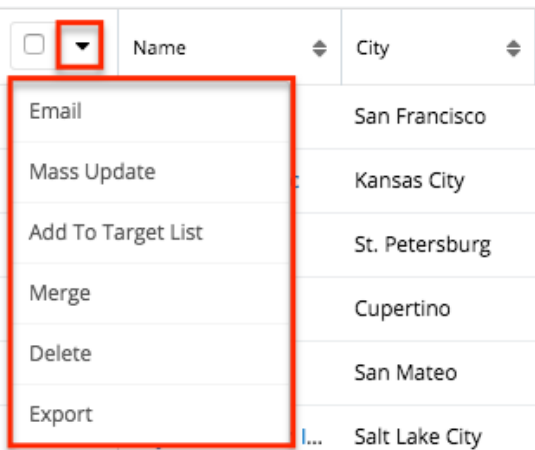 Name City
Email
San Francisco
Mass Update
Kansas City
Add To Target List
St. Petersburg
Merge
Cupertino
Delete
San Mateo
Export
l... Salt Lake City